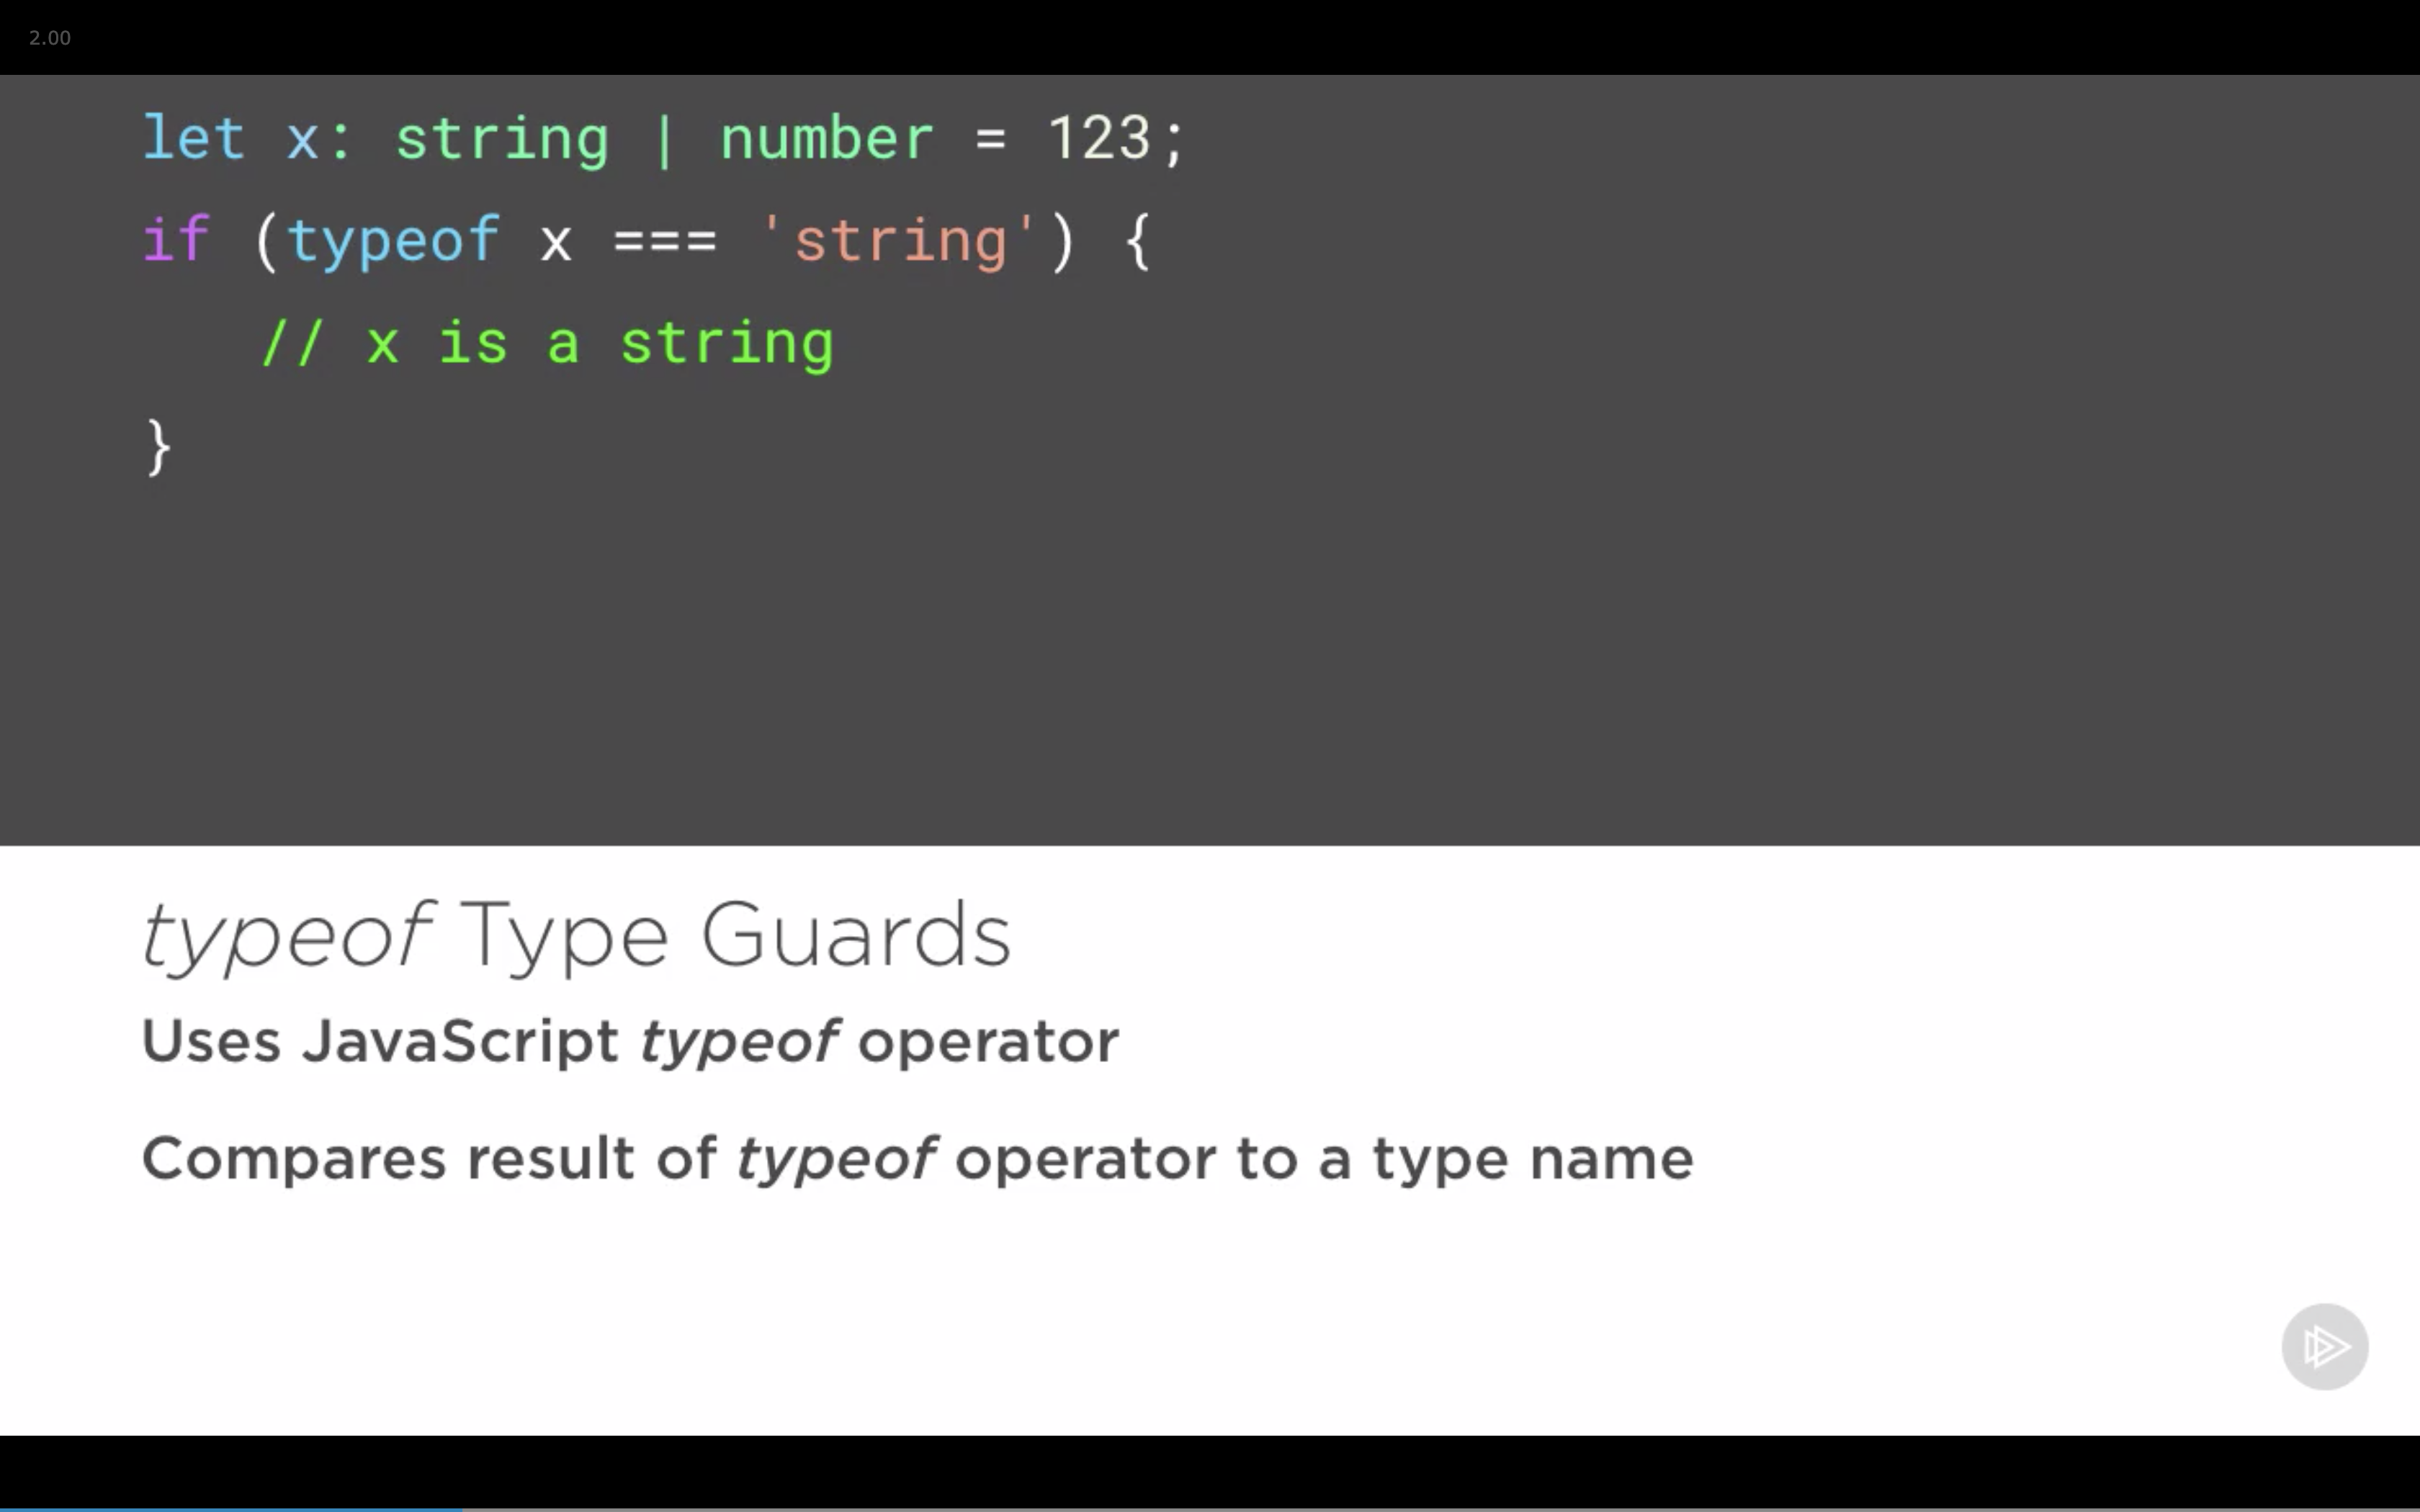 2.00
let x: string | number = 123;
if (typeof x === 'string') {
// x is a string
}
typeof Type Guards
Uses JavaScript typeof operator
Compares result of typeof operator to a type name